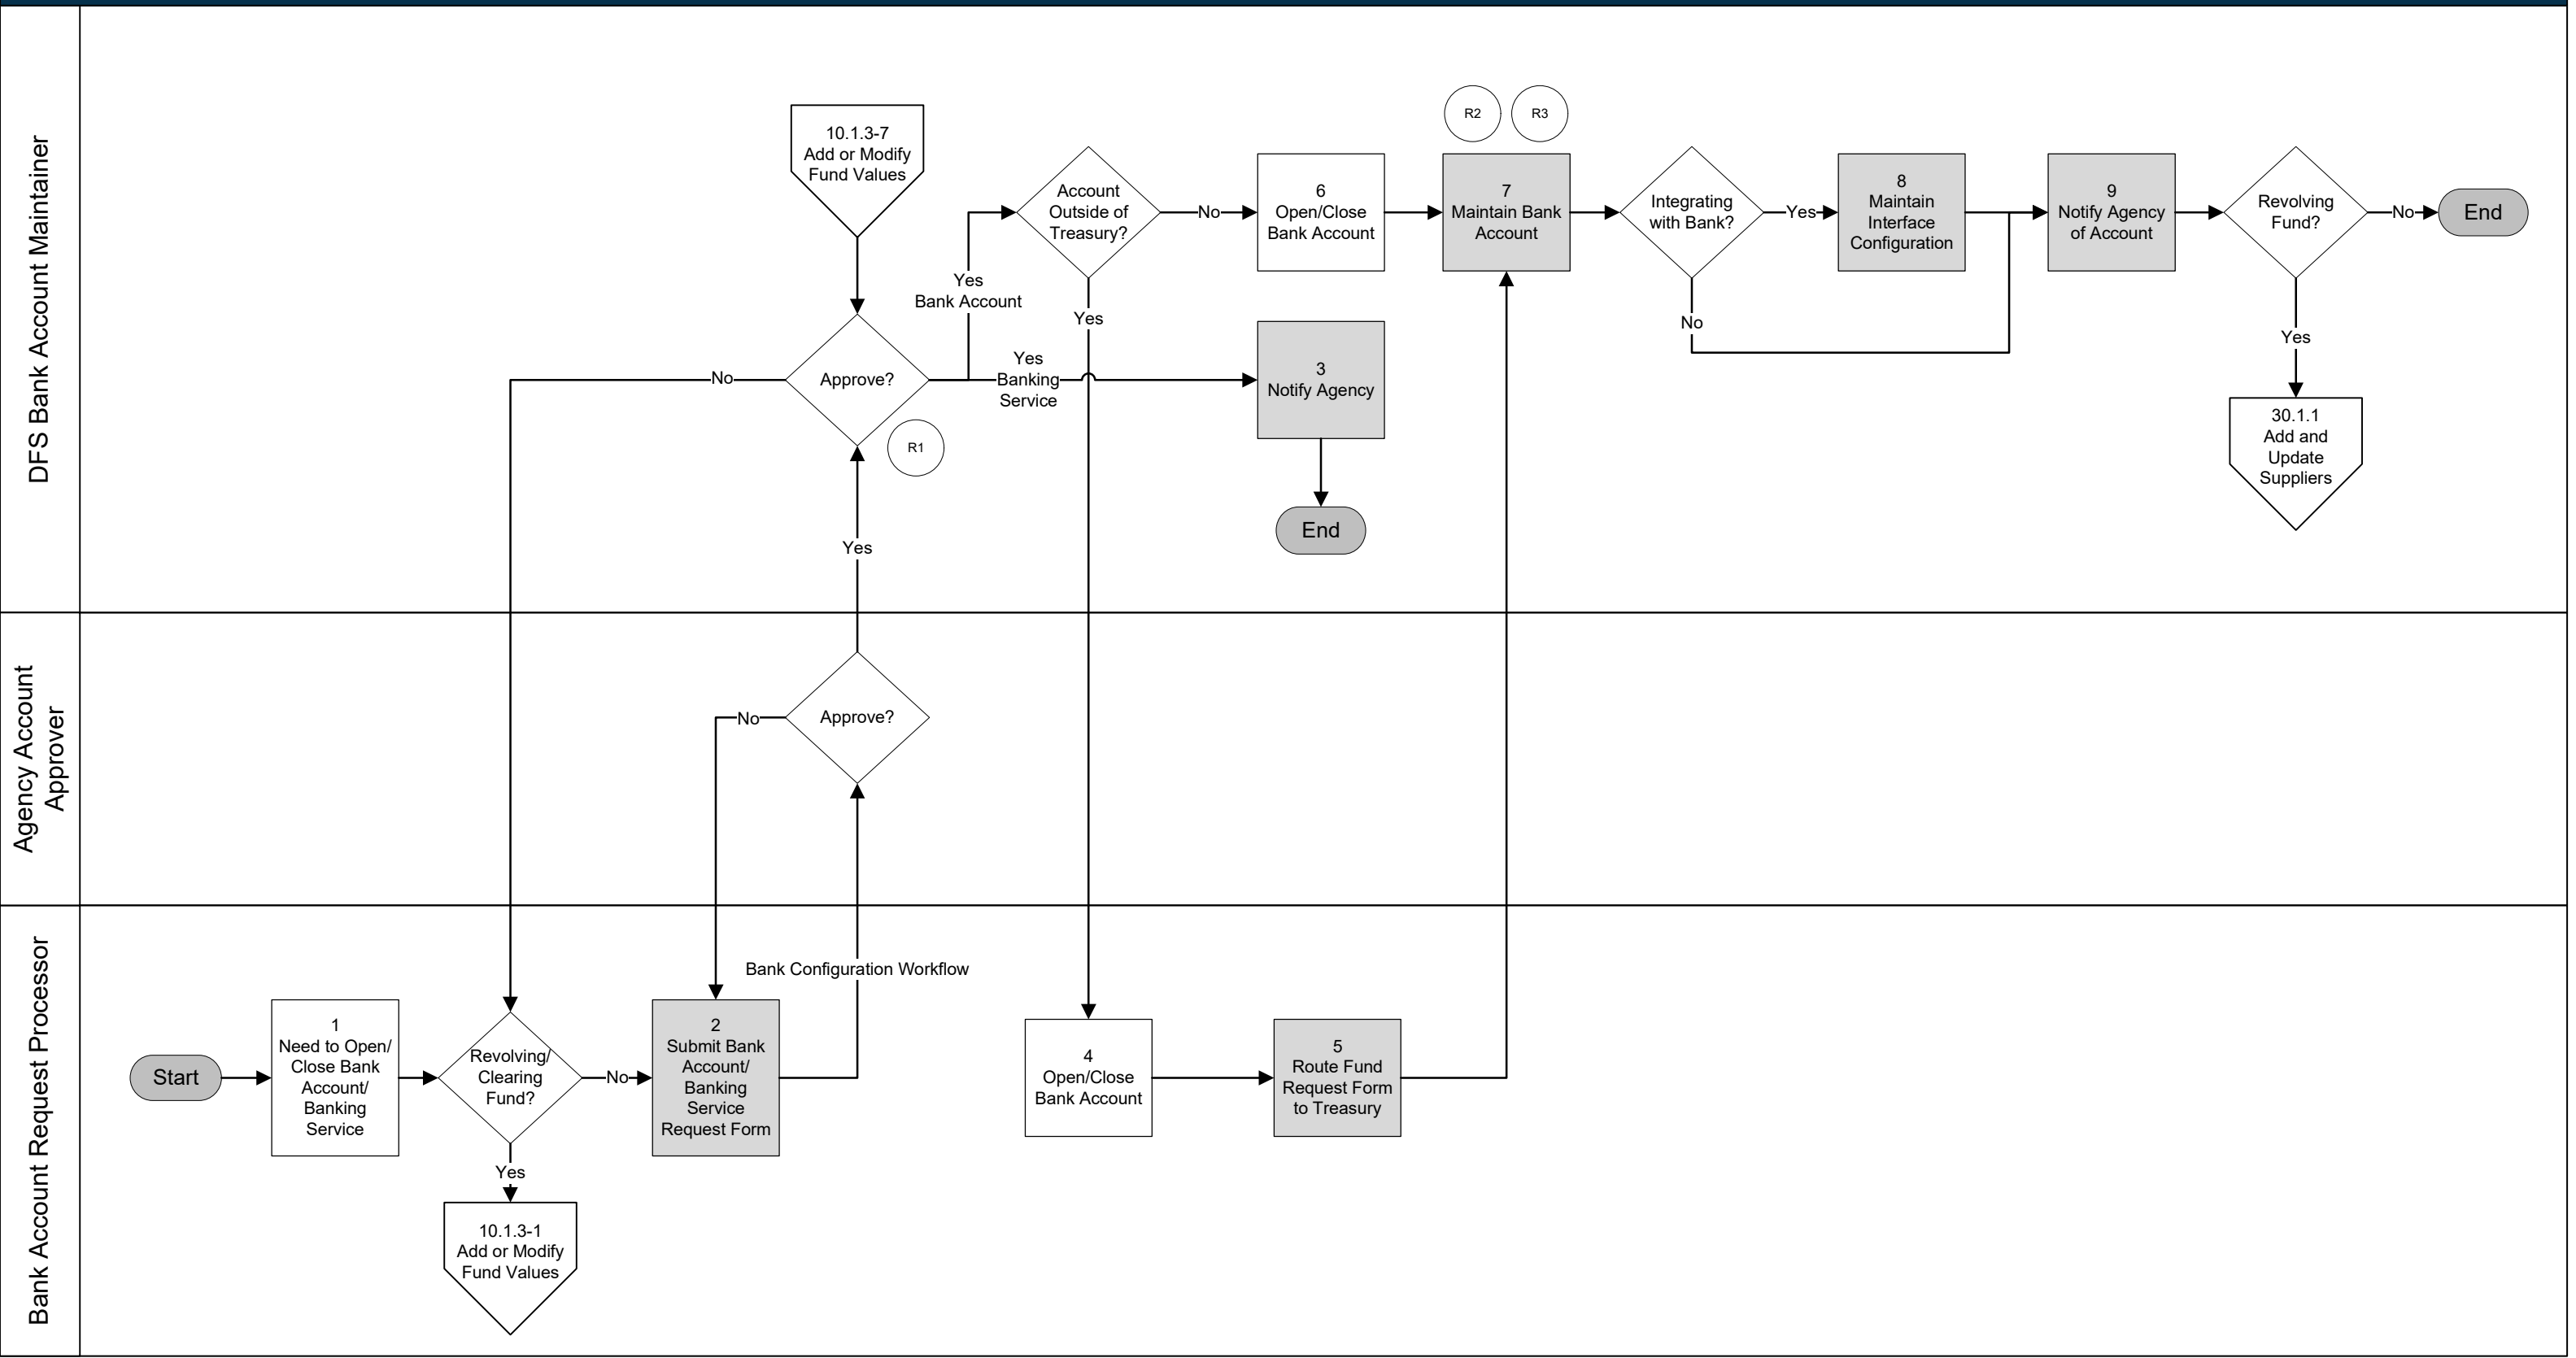 DFS Bank Account Maintainer
10.1.3-7
Add or Modify
Fund Values
R2
R3
Account
Outside of
Treasury?
No
6
Open/Close
Bank Account
7
Maintain Bank
Account
Integrating
with Bank?
Yes
8
Maintain
Interface
Configuration
9
Notify Agency
of Account
Revolving
Fund?
No
End
Yes
Bank Account
Yes
No
Yes
No
Approve?
Yes
Banking
Service
3
Notify Agency
30.1.1
Add and
Update
Suppliers
R1
End
Yes
Agency Account
Approver
No
Approve?
Bank Account Request Processor
Bank Configuration Workflow
Start
1
Need to Open/
Close Bank
Account/
Banking
Service
Revolving/
Clearing
Fund?
No
2
Submit Bank
Account/
Banking
Service
Request Form
4
Open/Close
Bank Account
5
Route Fund
Request Form
to Treasury
Yes
10.1.3-1
Add or Modify
Fund Values